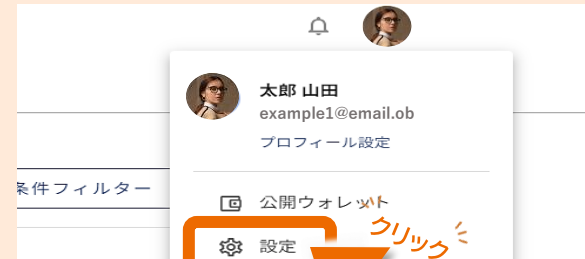 太郎 山田
example1@email.ob
プロフィール設定
条件フィルター
公開ウォレット
クリック
設定